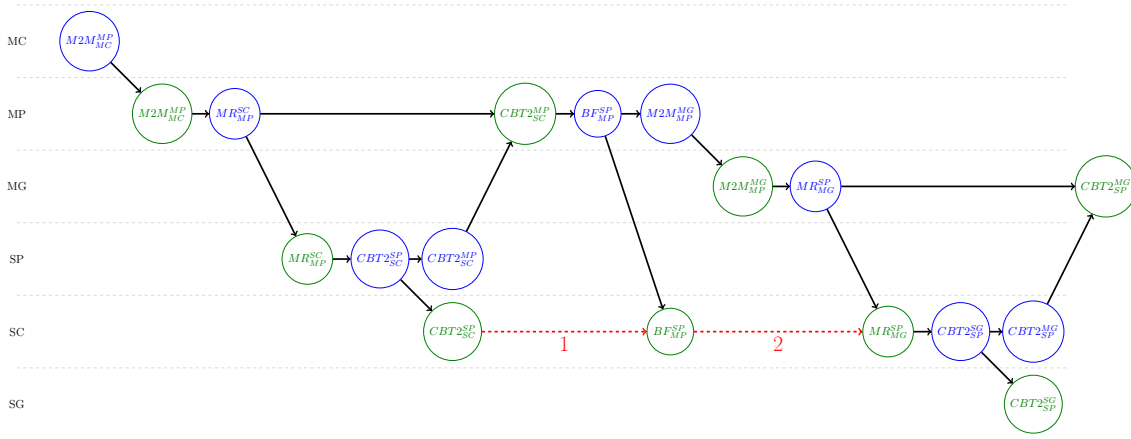 MC
$M2M_{MC}^{MP}$
MP
$M2M_{MC}^{MP}$ $MR_{MP}^{SC}$ $CBT2_{SC}^{MP}$ $BF_{MP}^{SP}$ $M2M_{MP}^{MG}$
MG
$M2M_{MP}^{MG}$ $MR_{MG}^{SP}$ $CBT2_{SP}^{MG}$
SP
$MR_{MP}^{SC}$ $CBT2_{SC}^{SP}$ $CBT2_{SC}^{MP}$
SC
$CBT2_{SC}^{SP}$ 1 $BF_{MP}^{SP}$ 2 $MR_{MG}^{SP}$ $CBT2_{SP}^{SG}$ $CBT2_{SP}^{MG}$
SG
$CBT2_{SP}^{SG}$